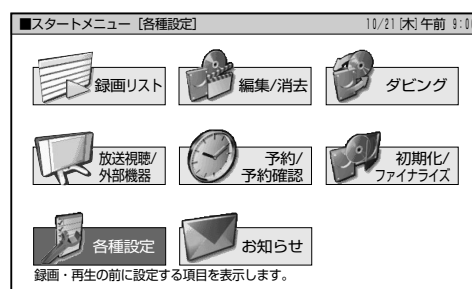 ■スタートメニュー [各種設定] 10/21 [木] 午前 9:0
録画リスト 編集/消去 ダビング
放送視聴/
外部機器
予約/
予約確認
初期化/
ファイナライズ
各種設定 お知らせ
録画・再生の前に設定する項目を表示します。